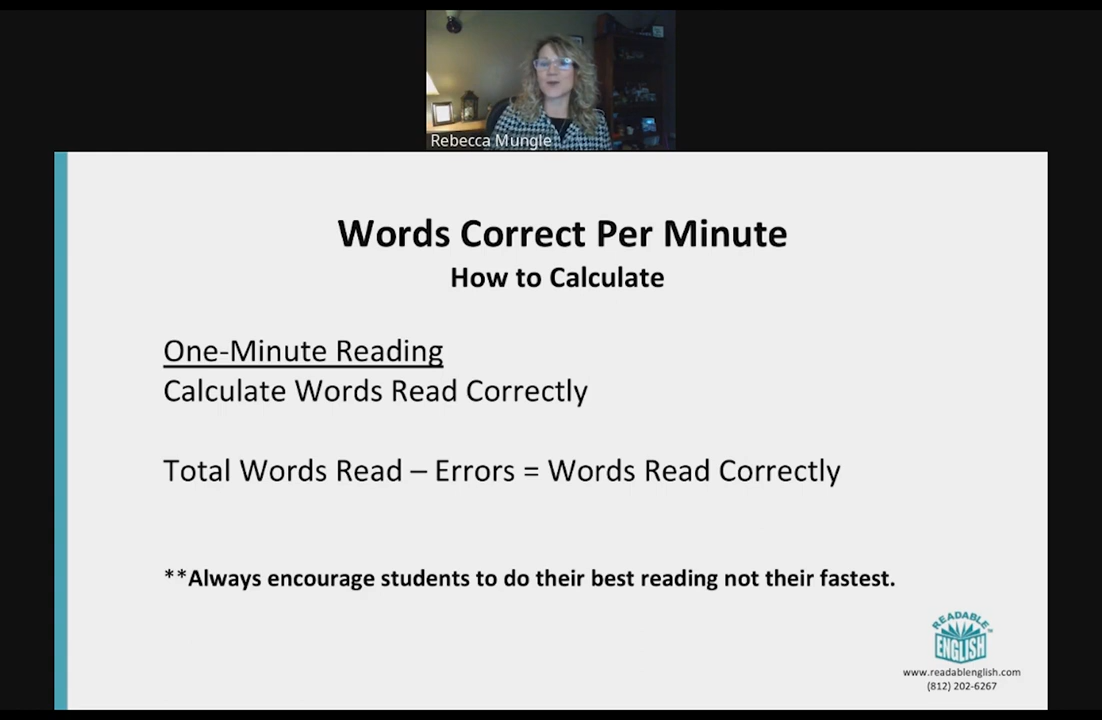 Rebecca Mungle
Words Correct Per Minute
How to Calculate
One-Minute Reading
Calculate Words Read Correctly
Total Words Read – Errors = Words Read Correctly
**Always encourage students to do their best reading not their fastest.
READABLE
ENGLISH
www.readablenglish.com
(812) 202-6267